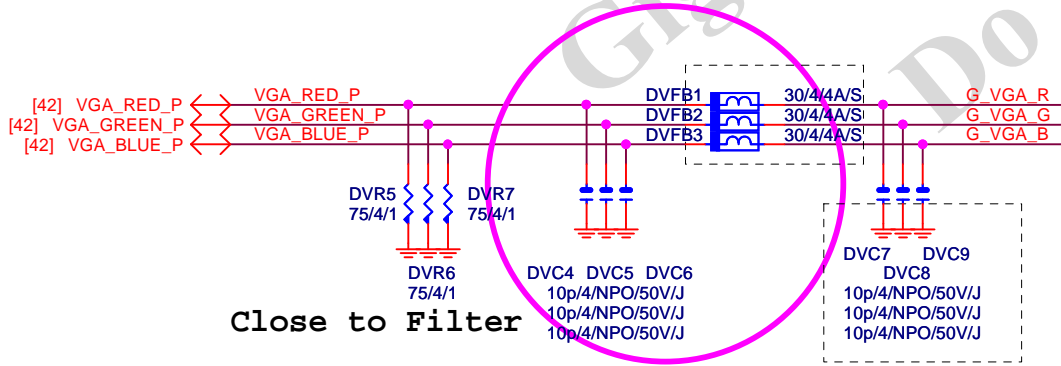 Gig
Do
[42] VGA_RED_P
VGA_RED_P
DVFB1
30/4/4A/S
G_VGA_R
[42] VGA_GREEN_P
VGA_GREEN_P
DVFB2
30/4/4A/S
G_VGA_G
[42] VGA_BLUE_P
VGA_BLUE_P
DVFB3
30/4/4A/S
G_VGA_B
DVR5
75/4/1
DVR7
75/4/1
DVR6
75/4/1
DVC4 DVC5 DVC6
10p/4/NPO/50V/J
10p/4/NPO/50V/J
10p/4/NPO/50V/J
DVC7 DVC9
DVC8
10p/4/NPO/50V/J
10p/4/NPO/50V/J
10p/4/NPO/50V/J
Close to Filter